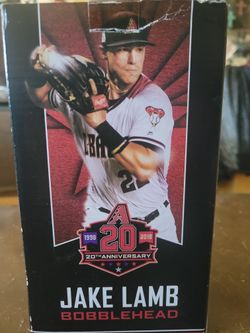 A
20
1998 2018
20TH ANNIVERSARY
JAKE LAMB
BOBBLEHEAD